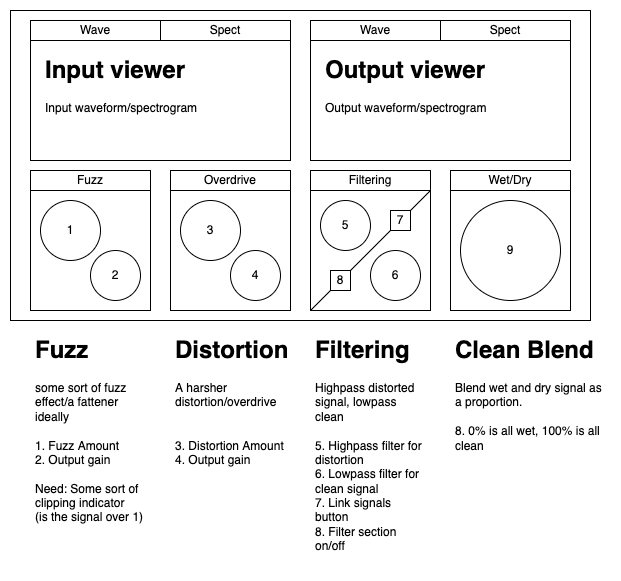 Wave
Spect
Wave
Spect
Input viewer
Output viewer
Input waveform/spectrogram
Output waveform/spectrogram
Fuzz
Overdrive
Filtering
Wet/Dry
1
2
3
4
5
7
8
6
9
Fuzz
some sort of fuzz
effect/a fattener
ideally
1. Fuzz Amount
2. Output gain
Need: Some sort of
clipping indicator
(is the signal over 1)
Distortion
A harsher
distortion/overdrive
3. Distortion Amount
4. Output gain
Filtering
Highpass distorted
signal, lowpass
clean
5. Highpass filter for
distortion
6. Lowpass filter for
clean signal
7. Link signals
button
8. Filter section
on/off
Clean Blend
Blend wet and dry signal as
a proportion.
8. 0% is all wet, 100% is all
clean